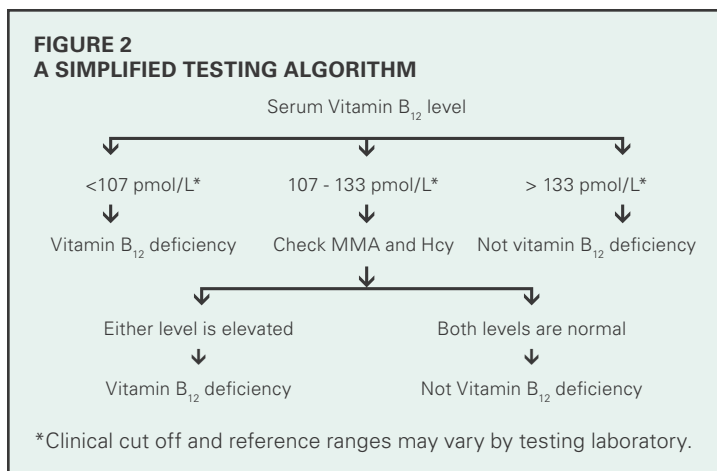 FIGURE 2
A SIMPLIFIED TESTING ALGORITHM
Serum Vitamin B₁₂ level
<107 pmol/L* 107 - 133 pmol/L* > 133 pmol/L*
Vitamin B₁₂ deficiency Check MMA and Hcy Not vitamin B₁₂ deficiency
Either level is elevated Both levels are normal
Vitamin B₁₂ deficiency Not Vitamin B₁₂ deficiency
*Clinical cut off and reference ranges may vary by testing laboratory.